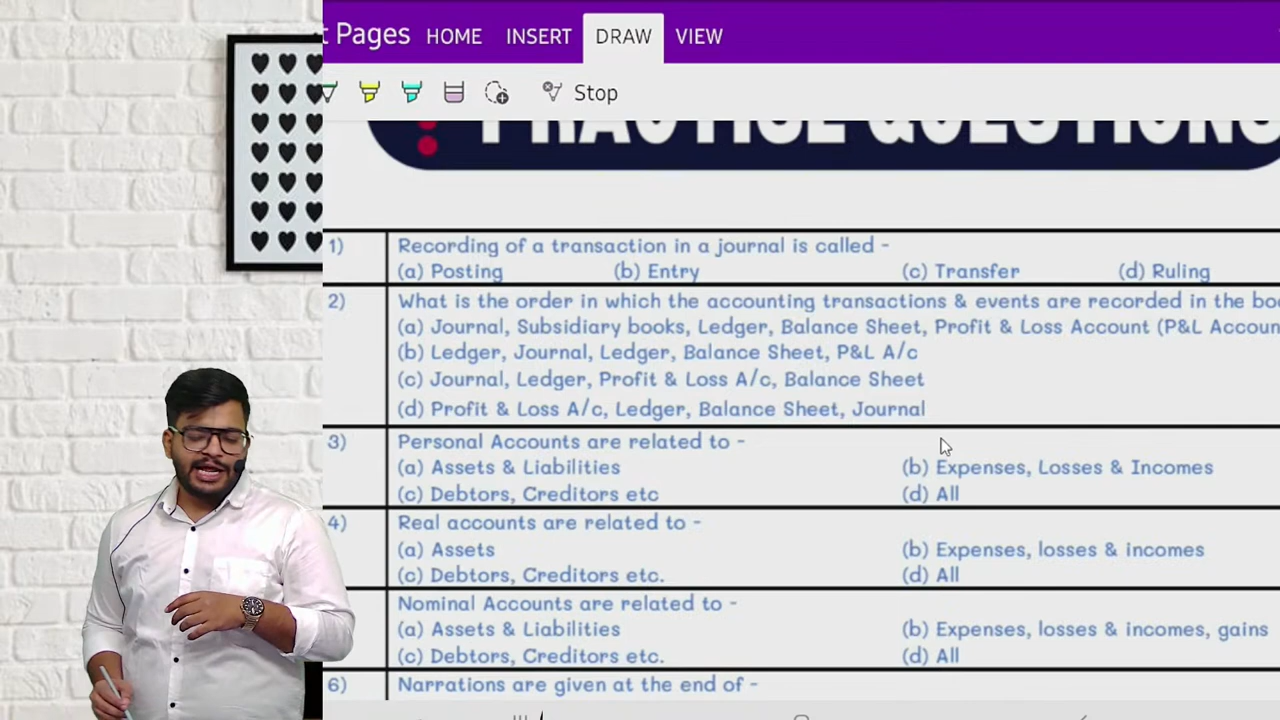 t Pages HOME INSERT DRAW VIEW
Stop
PRACTICE QUESTIONS
1) Recording of a transaction in a journal is called -
(a) Posting (b) Entry (c) Transfer (d) Ruling
2) What is the order in which the accounting transactions & events are recorded in the
(a) Journal, Subsidiary books, Ledger, Balance Sheet, Profit & Loss Account (P&L
(b) Ledger, Journal, Ledger, Balance Sheet, P&L A/c
(c) Journal, Ledger, Profit & Loss A/c, Balance Sheet
(d) Profit & Loss A/c, Ledger, Balance Sheet, Journal
3) Personal Accounts are related to -
(a) Assets & Liabilities (b) Expenses, Losses & Incomes
(c) Debtors, Creditors etc (d) All
4) Real accounts are related to -
(a) Assets (b) Expenses, losses & incomes
(c) Debtors, Creditors etc. (d) All
Nominal Accounts are related to -
(a) Assets & Liabilities (b) Expenses, losses & incomes, gains
(c) Debtors, Creditors etc. (d) All
6) Narrations are given at the end of -